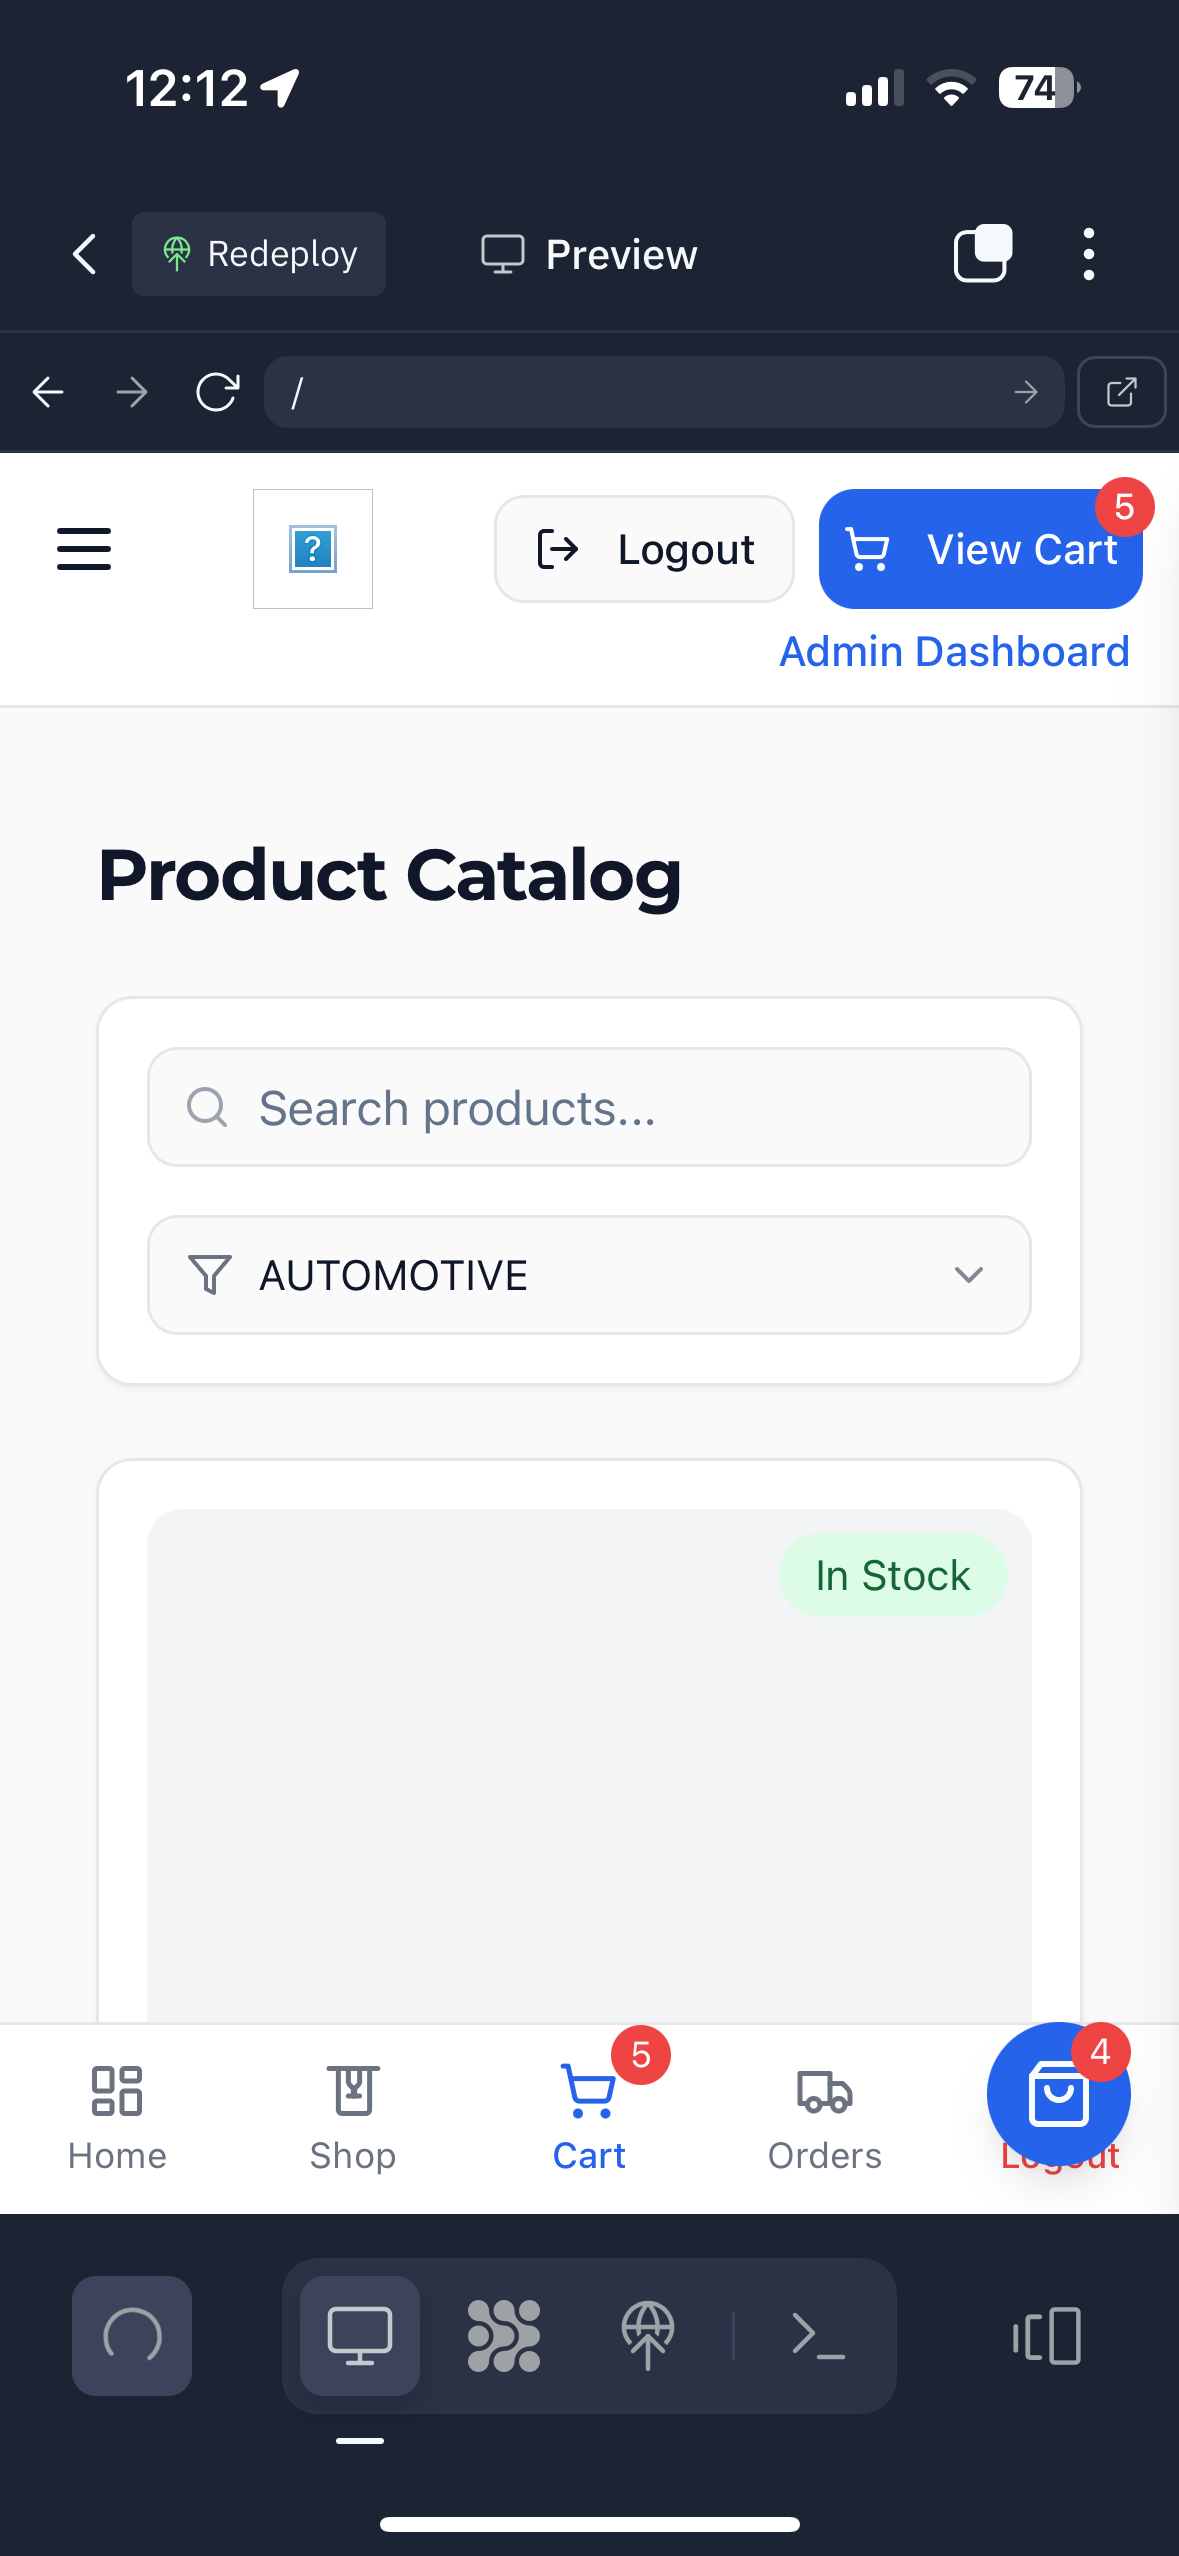 12:12
74
Redeploy
Preview
/
?
Logout
View Cart
5
Admin Dashboard
Product Catalog
Search products...
AUTOMOTIVE
In Stock
5
4
Home
Shop
Cart
Orders
Logout